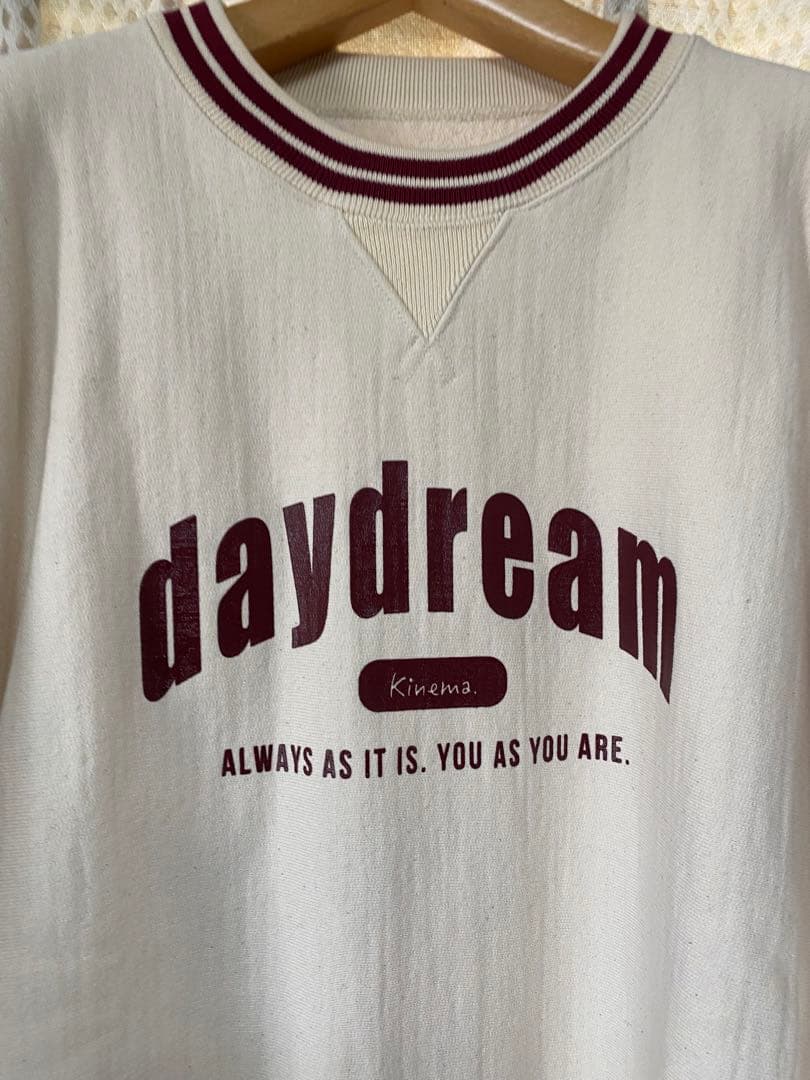 daydream
Kinema.
ALWAYS AS IT IS. YOU AS YOU ARE.